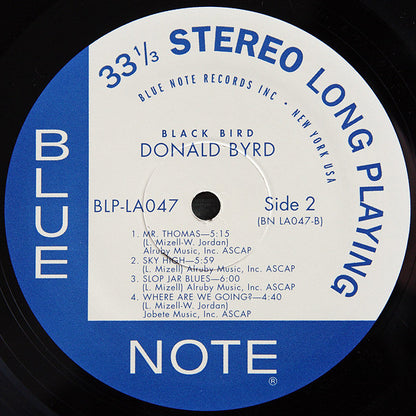 33 1/3 STEREO LONG PLAYING
BLUE NOTE RECORDS INC • NEW YORK USA
BLUE
BLACK BIRD
DONALD BYRD
BLP-LA047
Side 2
(BN LA047-B)
1. MR. THOMAS—5:15
(L. Mizell-W. Jordan)
Alruby Music, Inc. ASCAP
2. SKY HIGH—5:59
(L. Mizell) Alruby Music, Inc. ASCAP
3. SLOP JAR BLUES—6:00
(L. Mizell) Alruby Music, Inc. ASCAP
4. WHERE ARE WE GOING?—4:40
(L. Mizell-W. Jordan)
Jobete Music, Inc. ASCAP
NOTE®